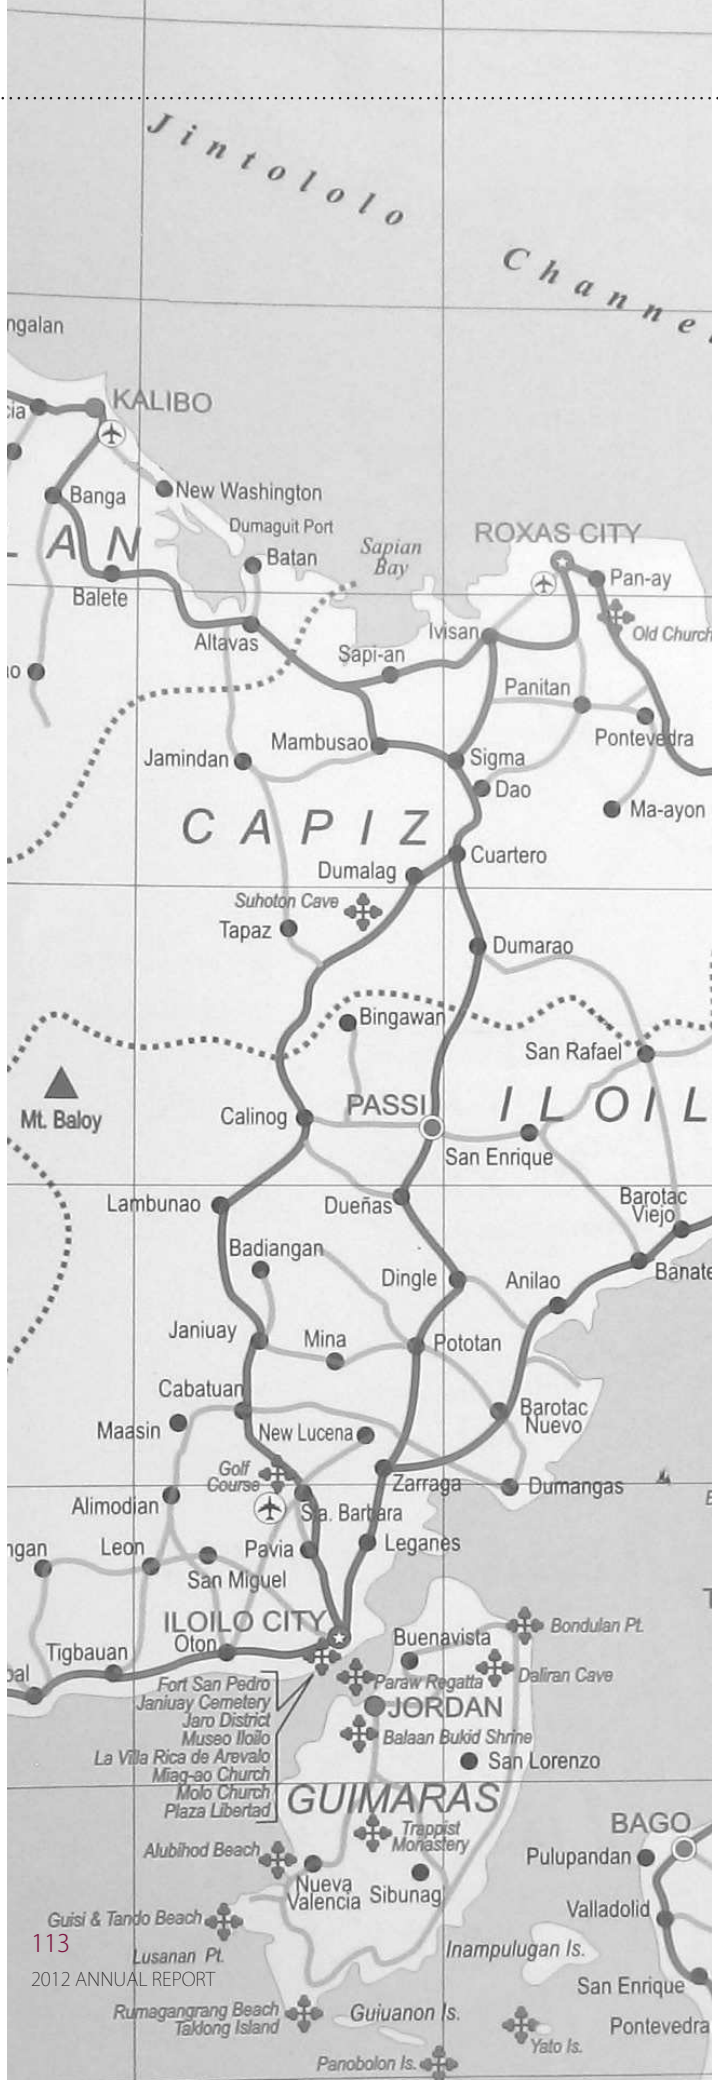 Jintololo
Channel
ngalan
cia
KALIBO
Banga
New Washington
Dumaguit Port
LAN
Batan
Sapian
Bay
ROXAS CITY
Balete
Pan-ay
Altavas
Ivisan
Old Church
Sapi-an
Panitan
Mambusao
Pontevedra
Jamindan
Sigma
Dao
CAPIZ
Ma-ayon
Dumalag
Cuartero
Suhoton Cave
Tapaz
Dumarao
Bingawan
San Rafael
Mt. Baloy
Calinog
PASSI
ILOIL
San Enrique
Lambunao
Dueñas
Barotac
Viejo
Badiangan
Dingle
Anilao
Banate
Janiuay
Mina
Pototan
Cabatuan
Maasin
New Lucena
Barotac
Nuevo
Golf
Course
Zarraga
Dumangas
Alimodian
Sta. Barbara
ngan
Leon
Pavia
Leganes
San Miguel
ILOILO CITY
Oton
Buenavista
Bondulan Pt.
Tigbauan
bal
Fort San Pedro
Janiuay Cemetery
Jaro District
Museo Iloilo
La Villa Rica de Arevalo
Miag-ao Church
Molo Church
Plaza Libertad
Paraw Regatta
Daliran Cave
JORDAN
Balaan Bukid Shrine
San Lorenzo
GUIMARAS
Trappist
Monastery
BAGO
Alubihod Beach
Pulupandan
Nueva
Valencia
Sibunag
Guisi & Tando Beach
Valladolid
113
Lusanan Pt.
Inampulugan Is.
2012 ANNUAL REPORT
San Enrique
Rumagangrang Beach
Taklong Island
Guiuanon Is.
Yato Is.
Pontevedra
Panobolon Is.